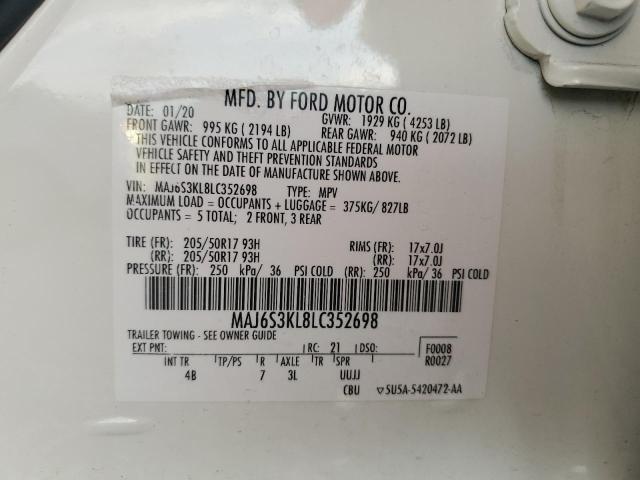 MFD. BY FORD MOTOR CO.
DATE: 01/20 GVWR: 1929 KG ( 4253 LB)
FRONT GAWR: 995 KG ( 2194 LB) REAR GAWR: 940 KG ( 2072 LB)
THIS VEHICLE CONFORMS TO ALL APPLICABLE FEDERAL MOTOR
VEHICLE SAFETY AND THEFT PREVENTION STANDARDS
IN EFFECT ON THE DATE OF MANUFACTURE SHOWN ABOVE.
VIN: MAJ6S3KL8LC352698 TYPE: MPV
MAXIMUM LOAD = OCCUPANTS + LUGGAGE = 375KG/ 827LB
OCCUPANTS = 5 TOTAL; 2 FRONT, 3 REAR
TIRE (FR): 205/50R17 93H RIMS (FR): 17x7.0J
(RR): 205/50R17 93H (RR): 17x7.0J
PRESSURE (FR): 250 kPa/ 36 PSI COLD (RR): 250 kPa/ 36 PSI COLD
MAJ6S3KL8LC352698
TRAILER TOWING - SEE OWNER GUIDE
EXT PNT: RC: 21 DSO: F0008
R0027
INT TR TP/PS R AXLE TR SPR
4B 7 3L UUJJ
CBU ▽5U5A-5420472-AA